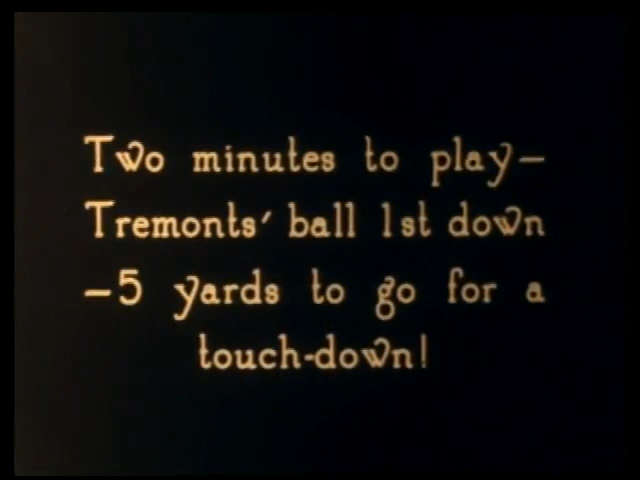 Two minutes to play—
Tremonts' ball 1st down
—5 yards to go for a
touch-down!